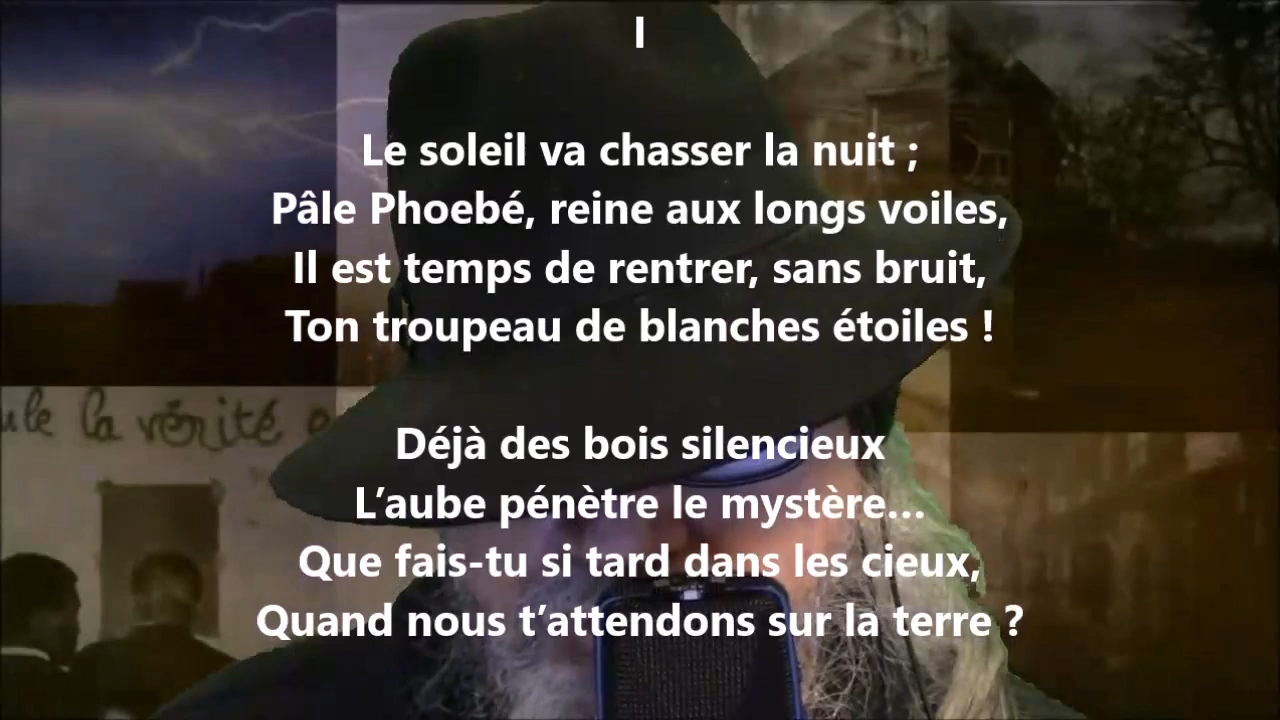 I
Le soleil va chasser la nuit ;
Pâle Phoebé, reine aux longs voiles,
Il est temps de rentrer, sans bruit,
Ton troupeau de blanches étoiles !
Déjà des bois silencieux
L’aube pénètre le mystère...
Que fais-tu si tard dans les cieux,
Quand nous t’attendons sur la terre ?
la vérité